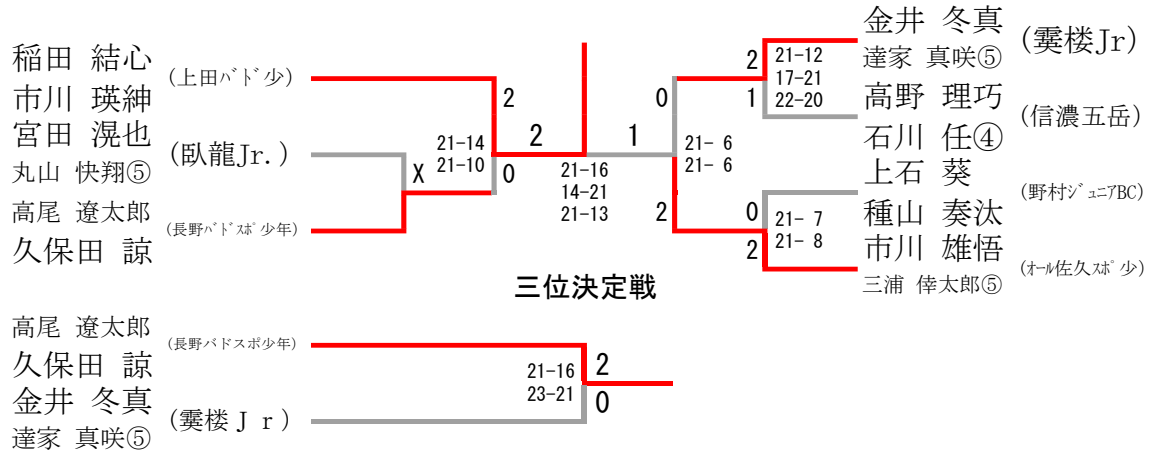 稲田 結心
(上田バド少)
市川 瑛紳
宮田 滉也
(臥龍Jr.)
丸山 快翔⑤
高尾 遼太郎
(長野バドスポ少年)
久保田 諒
2
21-14
21-10
0
X
2
1
21-16
14-21
21-13
0
21- 6
21- 6
2
2
21-12
17-21
22-20
1
0
21- 7
21- 8
2
金井 冬真
(霙楼Jr)
達家 真咲⑤
高野 理巧
(信濃五岳)
石川 任④
上石 葵
(野村ジュニアBC)
種山 奏汰
市川 雄悟
(オール佐久スポ少)
三浦 倖太郎⑤
三位決定戦
高尾 遼太郎
(長野バドスポ少年)
久保田 諒
金井 冬真
(霙楼Ｊｒ)
達家 真咲⑤
21-16
23-21
2
0